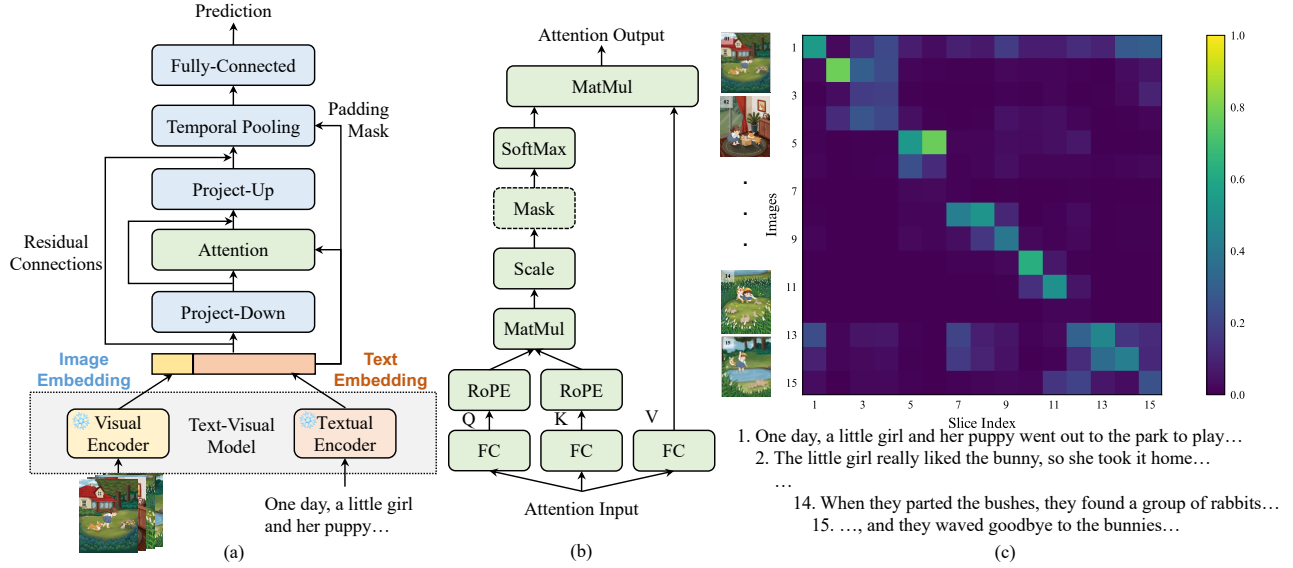 Prediction
Fully-Connected
Temporal Pooling
Padding
Mask
Project-Up
Attention
Residual
Connections
Project-Down
Image
Embedding
Text
Embedding
Visual
Encoder
Text-Visual
Model
Textual
Encoder
One day, a little girl
and her puppy…
(a)
Attention Output
MatMul
SoftMax
Mask
Scale
MatMul
RoPE
RoPE
Q
K
V
FC
FC
FC
Attention Input
(b)
14
15
Images
1
3
5
7
9
11
13
15
1
3
5
7
9
11
13
15
Slice Index
1.0
0.8
0.6
0.4
0.2
0.0
1. One day, a little girl and her puppy went out to the park to play…
2. The little girl really liked the bunny, so she took it home…
…
14. When they parted the bushes, they found a group of rabbits…
15. …, and they waved goodbye to the bunnies…
(c)